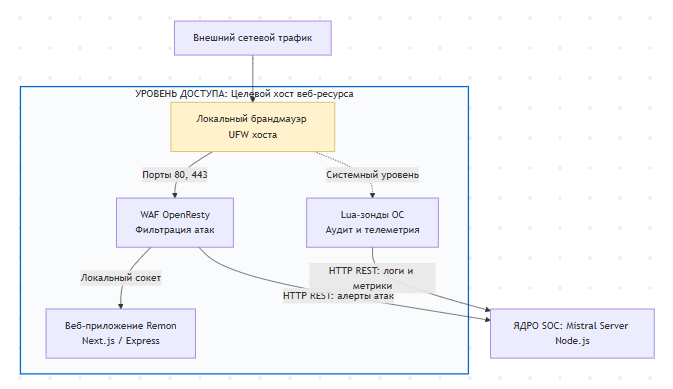 Внешний сетевой трафик
УРОВЕНЬ ДОСТУПА: Целевой хост веб-ресурса
Локальный брандмауэр
UFW хоста
Порты 80, 443
Системный уровень
WAF OpenResty
Фильтрация атак
Lua-зонды ОС
Аудит и телеметрия
Локальный сокет
HTTP REST: логи и
метрики
HTTP REST: алерты атак
Веб-приложение Remon
Next.js / Express
ЯДРО SOC: Mistral Server
Node.js